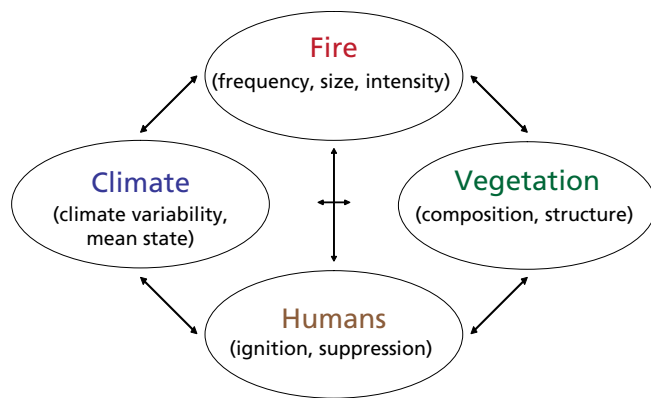 Fire
(frequency, size, intensity)
Climate
(climate variability,
mean state)
Vegetation
(composition, structure)
Humans
(ignition, suppression)